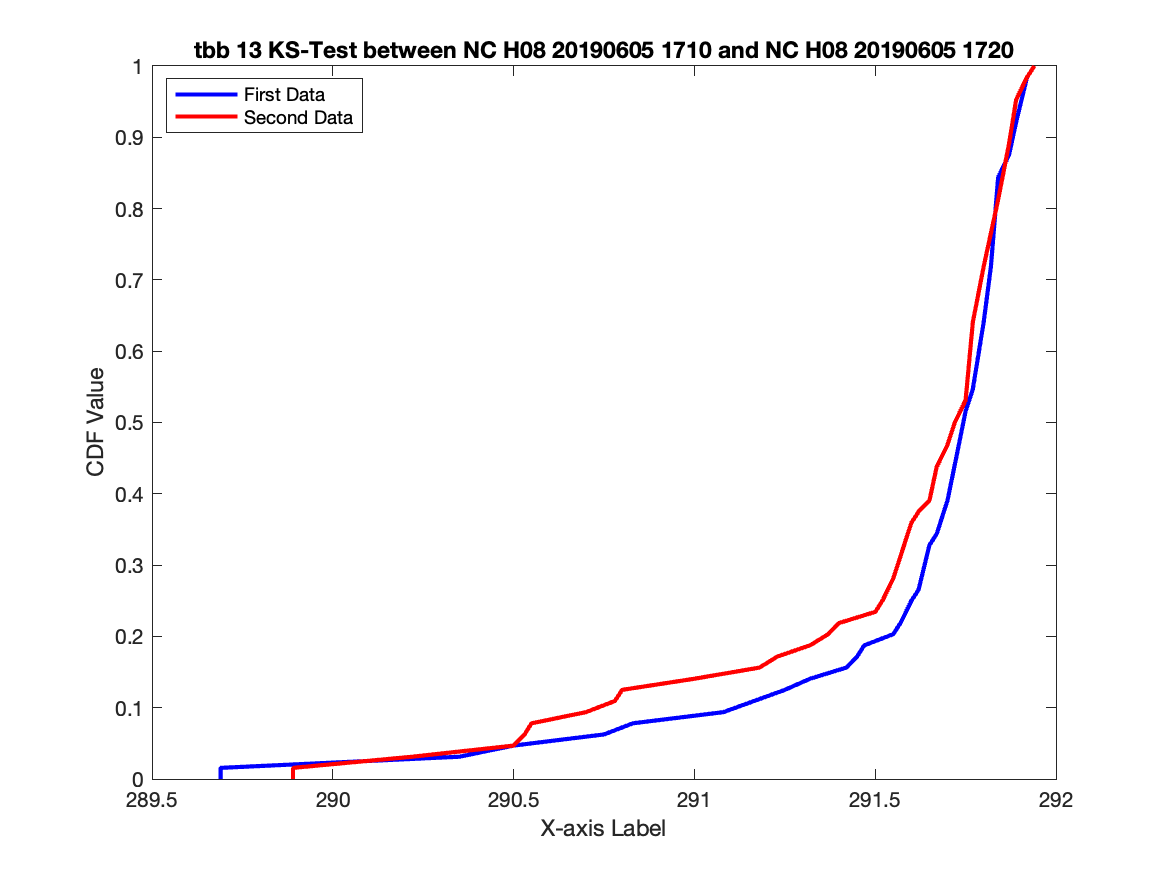 tbb 13 KS-Test between NC H08 20190605 1710 and NC H08 20190605 1720
First Data
Second Data
1
0.9
0.8
0.7
0.6
0.5
0.4
0.3
0.2
0.1
0
CDF Value
289.5 290 290.5 291 291.5 292
X-axis Label